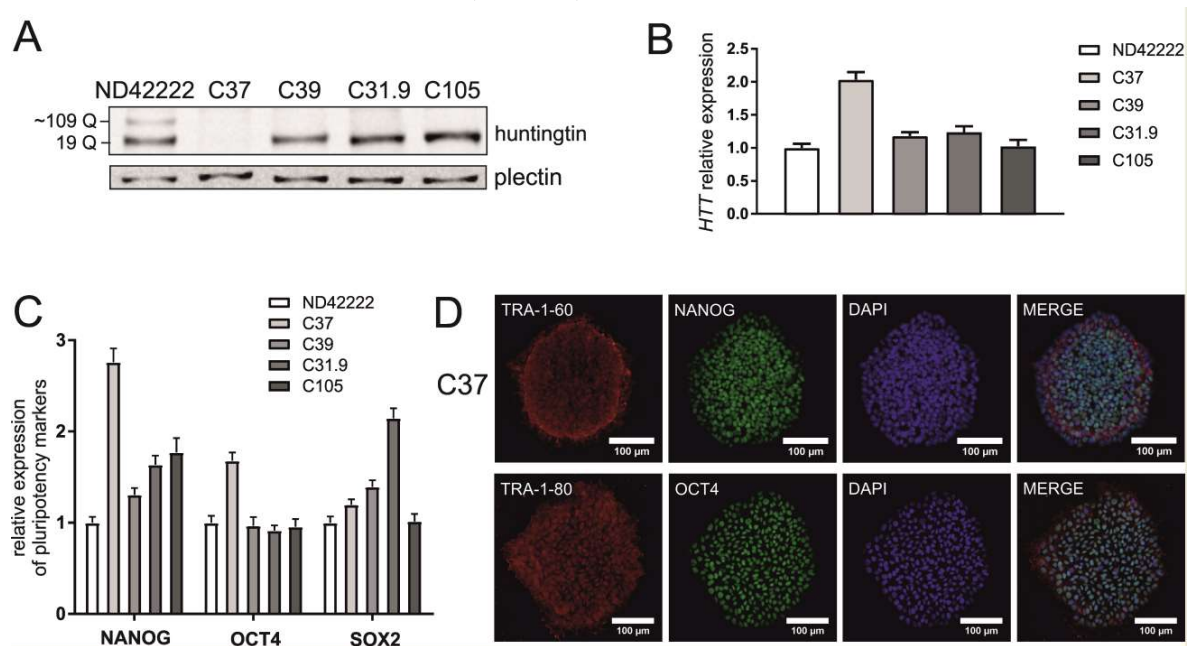 A
ND42222 C37 C39 C31.9 C105
~109 Q
19 Q
huntingtin
plectin
B
HTT relative expression
2.5
2.0
1.5
1.0
0.5
0.0
ND42222
C37
C39
C31.9
C105
C
relative expression
of pluripotency markers
3
2
1
0
ND42222
C37
C39
C31.9
C105
NANOG OCT4 SOX2
D
C37
TRA-1-60 NANOG DAPI MERGE
100 µm 100 µm 100 µm 100 µm
TRA-1-80 OCT4 DAPI MERGE
100 µm 100 µm 100 µm 100 µm